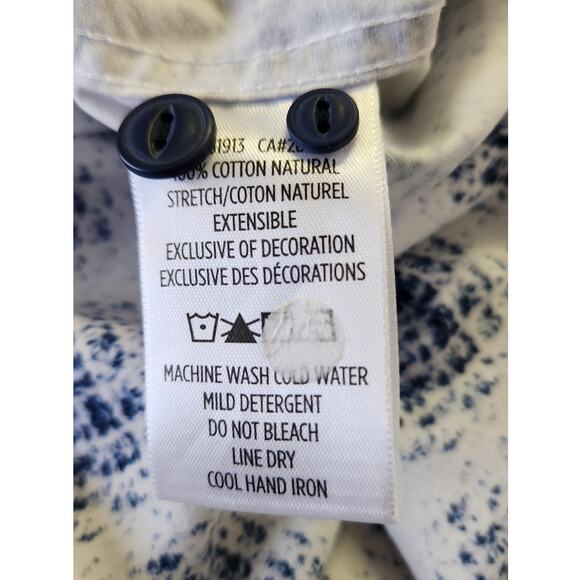 1913 CA#2
100% COTTON NATURAL
STRETCH/COTON NATUREL
EXTENSIBLE
EXCLUSIVE OF DECORATION
EXCLUSIVE DES DÉCORATIONS
MACHINE WASH COLD WATER
MILD DETERGENT
DO NOT BLEACH
LINE DRY
COOL HAND IRON